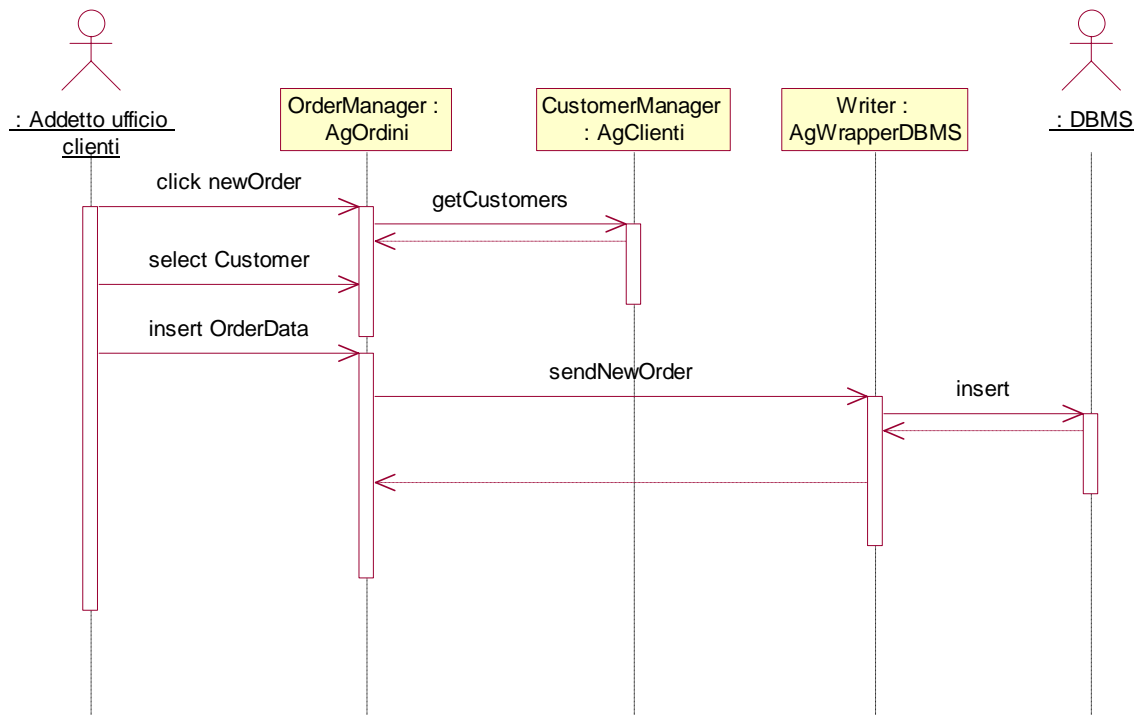 : Addetto ufficio
clienti
OrderManager :
AgOrdini
CustomerManager
: AgClienti
Writer :
AgWrapperDBMS
: DBMS
click newOrder
getCustomers
select Customer
insert OrderData
sendNewOrder
insert